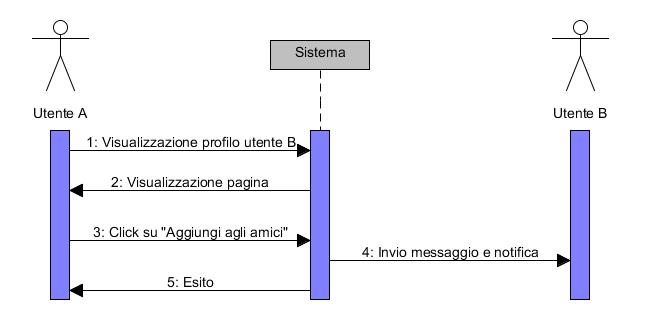 Sistema
Utente A
Utente B
1: Visualizzazione profilo utente B
2: Visualizzazione pagina
3: Click su "Aggiungi agli amici"
4: Invio messaggio e notifica
5: Esito